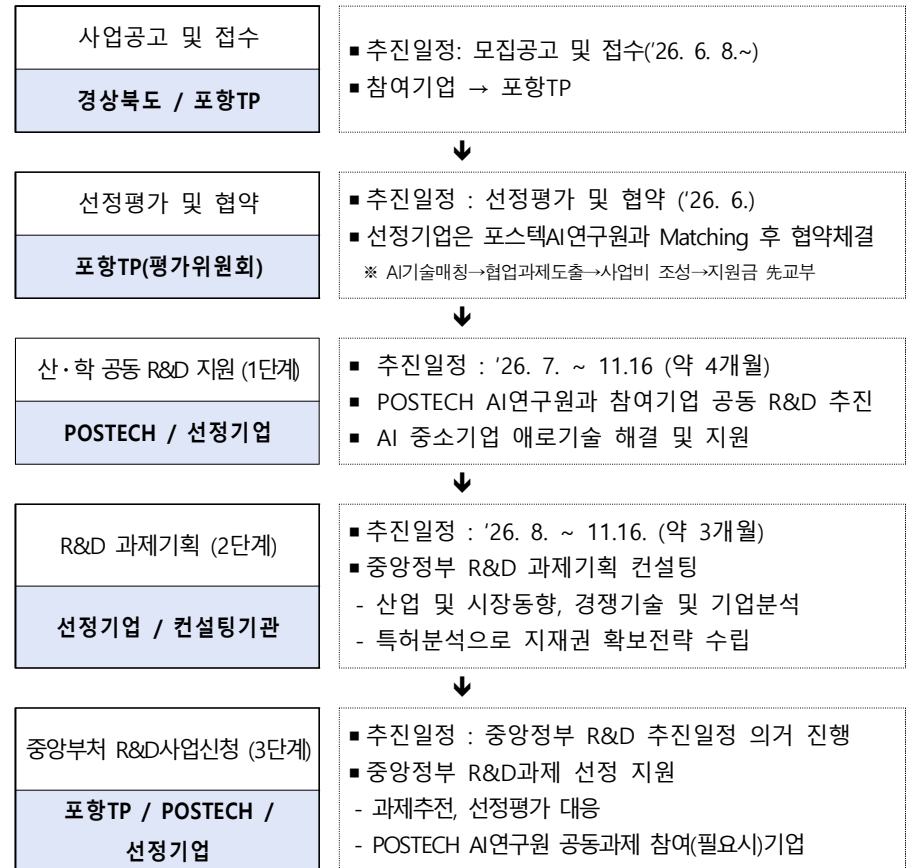 사업공고 및 접수
경상북도 / 포항TP
▪추진일정: 모집공고 및 접수('26. 6. 8.~)
▪참여기업 → 포항TP
🡻
선정평가 및 협약
포항TP(평가위원회)
▪추진일정 : 선정평가 및 협약 ('26. 6.)
▪선정기업은 포스텍AI연구원과 Matching 후 협약체결
※ AI기술매칭→협업과제도출→사업비 조성→지원금 先교부
🡻
산·학 공동 R&D 지원 (1단계)
POSTECH / 선정기업
▪ 추진일정 : '26. 7. ~ 11.16 (약 4개월)
▪ POSTECH AI연구원과 참여기업 공동 R&D 추진
▪ AI 중소기업 애로기술 해결 및 지원
🡻
R&D 과제기획 (2단계)
선정기업 / 컨설팅기관
▪추진일정 : '26. 8. ~ 11.16. (약 3개월)
▪중앙정부 R&D 과제기획 컨설팅
- 산업 및 시장동향, 경쟁기술 및 기업분석
- 특허분석으로 지재권 확보전략 수립
🡻
중앙부처 R&D사업신청 (3단계)
포항TP / POSTECH /
선정기업
▪추진일정 : 중앙정부 R&D 추진일정 의거 진행
▪중앙정부 R&D과제 선정 지원
- 과제추전, 선정평가 대응
- POSTECH AI연구원 공동과제 참여(필요시)기업